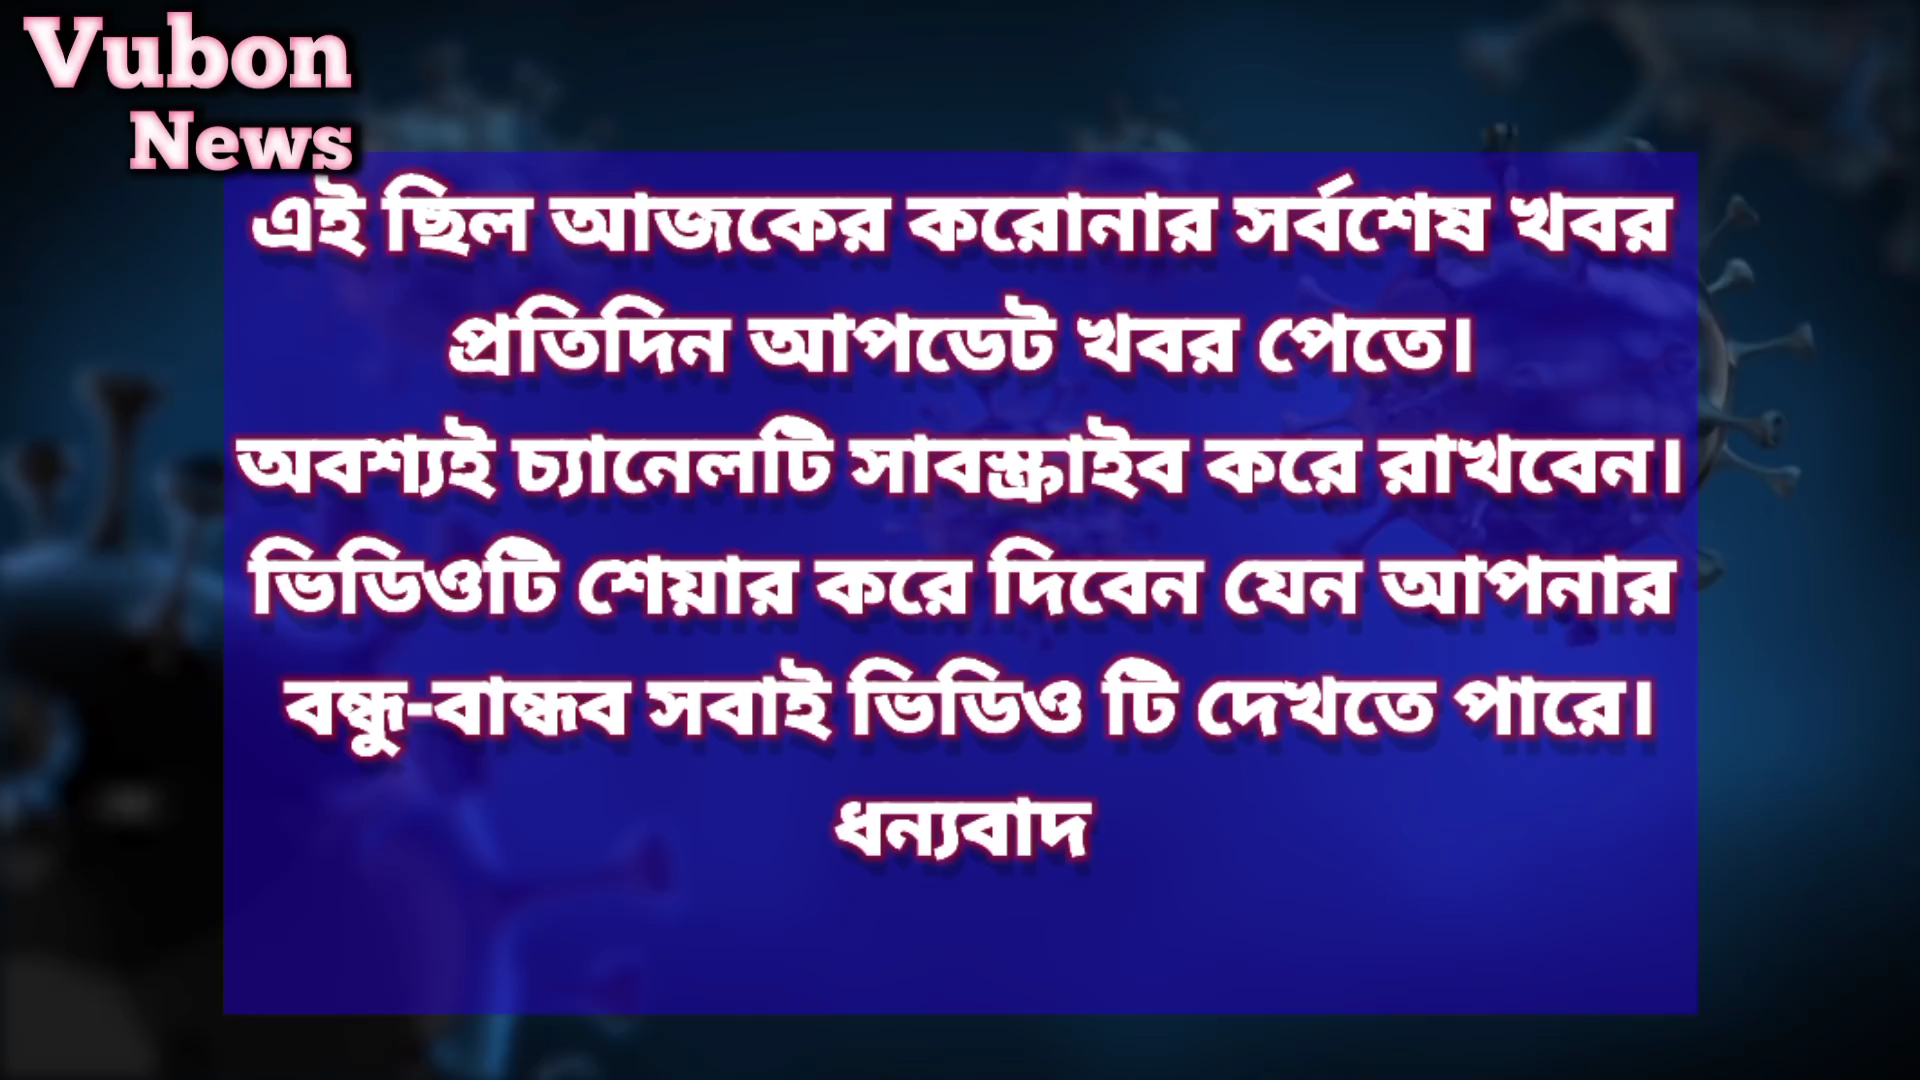 Vubon
News
এই ছিল আজকের করোনার সর্বশেষ খবর
প্রতিদিন আপডেট খবর পেতে।
অবশ্যই চ্যানেলটি সাবস্ক্রাইব করে রাখবেন।
ভিডিওটি শেয়ার করে দিবেন যেন আপনার
বন্ধু-বান্ধব সবাই ভিডিও টি দেখতে পারে।
ধন্যবাদ